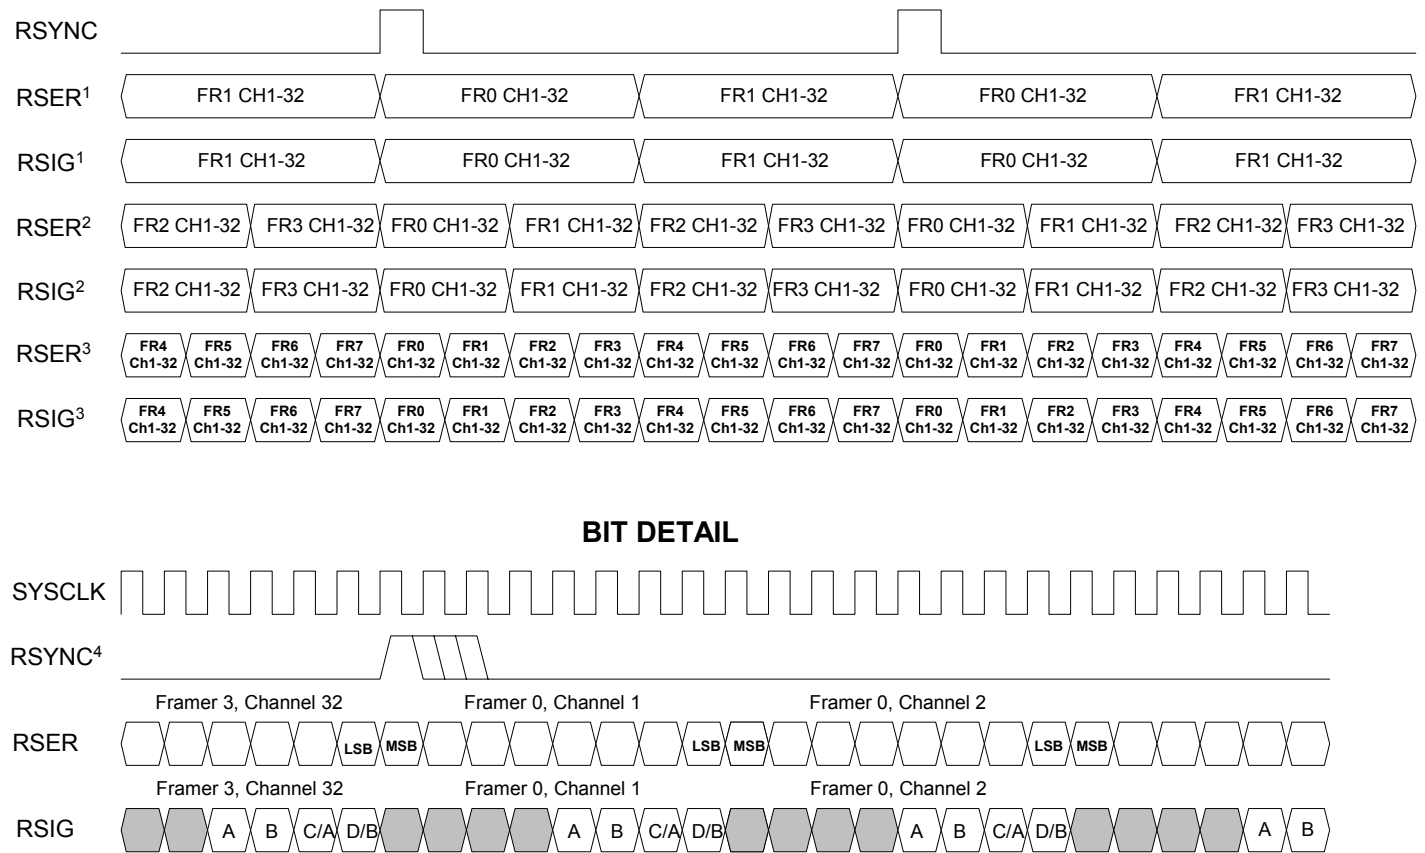 RSYNC
RSER1 FR1 CH1-32 FR0 CH1-32 FR1 CH1-32 FR0 CH1-32 FR1 CH1-32
RSIG1 FR1 CH1-32 FR0 CH1-32 FR1 CH1-32 FR0 CH1-32 FR1 CH1-32
RSER2 FR2 CH1-32 FR3 CH1-32 FR0 CH1-32 FR1 CH1-32 FR2 CH1-32 FR3 CH1-32 FR0 CH1-32 FR1 CH1-32 FR2 CH1-32 FR3 CH1-32
RSIG2 FR2 CH1-32 FR3 CH1-32 FR0 CH1-32 FR1 CH1-32 FR2 CH1-32 FR3 CH1-32 FR0 CH1-32 FR1 CH1-32 FR2 CH1-32 FR3 CH1-32
RSER3 FR4 FR5 FR6 FR7 FR0 FR1 FR2 FR3 FR4 FR5 FR6 FR7 FR0 FR1 FR2 FR3 FR4 FR5 FR6 FR7
Ch1-32 Ch1-32 Ch1-32 Ch1-32 Ch1-32 Ch1-32 Ch1-32 Ch1-32 Ch1-32 Ch1-32 Ch1-32 Ch1-32 Ch1-32 Ch1-32 Ch1-32 Ch1-32 Ch1-32 Ch1-32 Ch1-32 Ch1-32
RSIG3 FR4 FR5 FR6 FR7 FR0 FR1 FR2 FR3 FR4 FR5 FR6 FR7 FR0 FR1 FR2 FR3 FR4 FR5 FR6 FR7
Ch1-32 Ch1-32 Ch1-32 Ch1-32 Ch1-32 Ch1-32 Ch1-32 Ch1-32 Ch1-32 Ch1-32 Ch1-32 Ch1-32 Ch1-32 Ch1-32 Ch1-32 Ch1-32 Ch1-32 Ch1-32 Ch1-32 Ch1-32
BIT DETAIL
SYSCLK
RSYNC4
Framer 3, Channel 32 Framer 0, Channel 1 Framer 0, Channel 2
RSER LSB MSB LSB MSB LSB MSB
Framer 3, Channel 32 Framer 0, Channel 1 Framer 0, Channel 2
RSIG A B C/A D/B A B C/A D/B A B C/A D/B A B